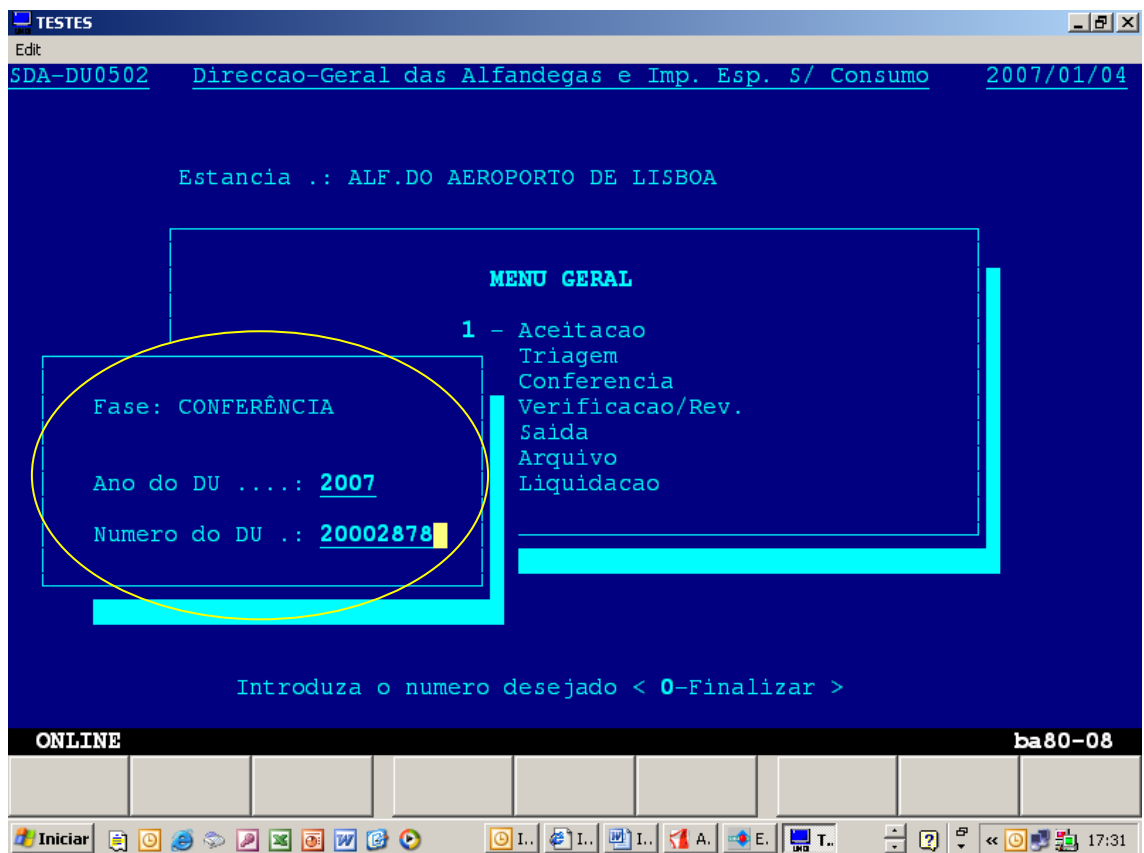 TESTES
Edit
SDA-DU0502 Direccao-Geral das Alfandegas e Imp. Esp. S/ Consumo 2007/01/04
Estancia .: ALF.DO AEROPORTO DE LISBOA
MENU GERAL
1 - Aceitacao
Triagem
Conferencia
Verificacao/Rev.
Saida
Arquivo
Liquidacao
Fase: CONFERÊNCIA
Ano do DU ....: 2007
Numero do DU .: 20002878
Introduza o numero desejado < 0-Finalizar >
ONLINE ba80-08
Iniciar I.. I.. I.. A. E. T.. « 17:31